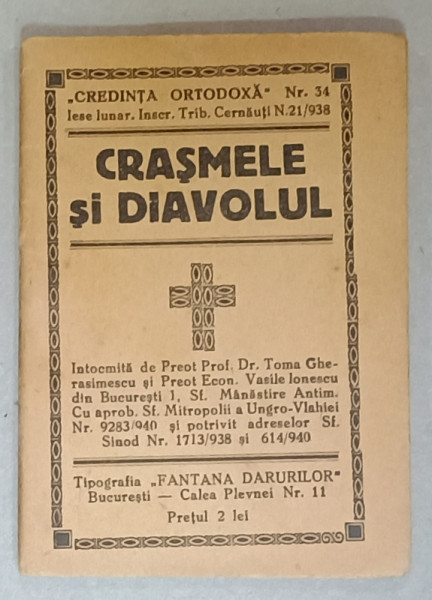 „CREDINȚA ORTODOXĂ" Nr. 34
Iese lunar. Inscr. Trib. Cernăuți N.21/938
CRAȘMELE
și DiAVOLUL
Intocmită de Preot Prof. Dr. Toma Ghe-
rasimescu și Preot Econ. Vasile Ionescu
din București I, Sf. Mânăstire Antim.
Cu aprob. Sf. Mitropolii a Ungro-Vlahiei
Nr. 9283/940 și potrivit adreselor Sf.
Sinod Nr. 1713/938 și 614/940
Tipografia „FANTANA DARURILOR"
București — Calea Plevnei Nr. 11
Prețul 2 lei